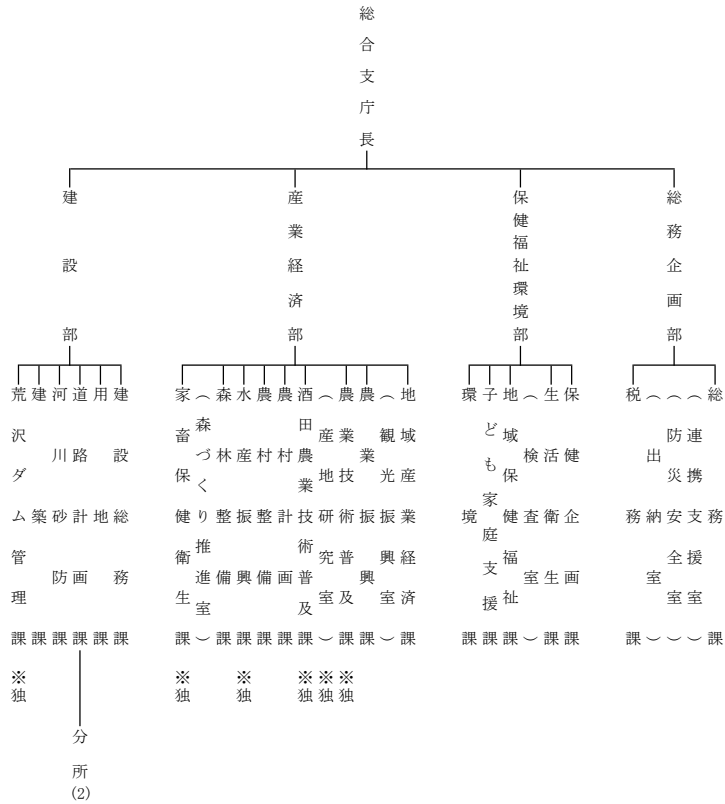 総合支庁長
総務企画部
保健福祉環境部
産業経済部
建設部
総務課
（連携支援室）
（防災安全室）
（出納室）
税務課
保健企画課
生活衛生課
（検査室）
地域保健福祉課
子ども家庭支援課
環境課
地域産業経済課
（観光振興室）
農業振興課
農業技術普及課※独
（産地研究室）※独
酒田農業技術普及課※独
農村計画課
農村整備課
水産振興課※独
森林整備課
（森づくり推進室）
家畜保健衛生課※独
建設総務課
用地課
道路計画課
河川砂防課
建築課
荒沢ダム管理課※独
分所(2)